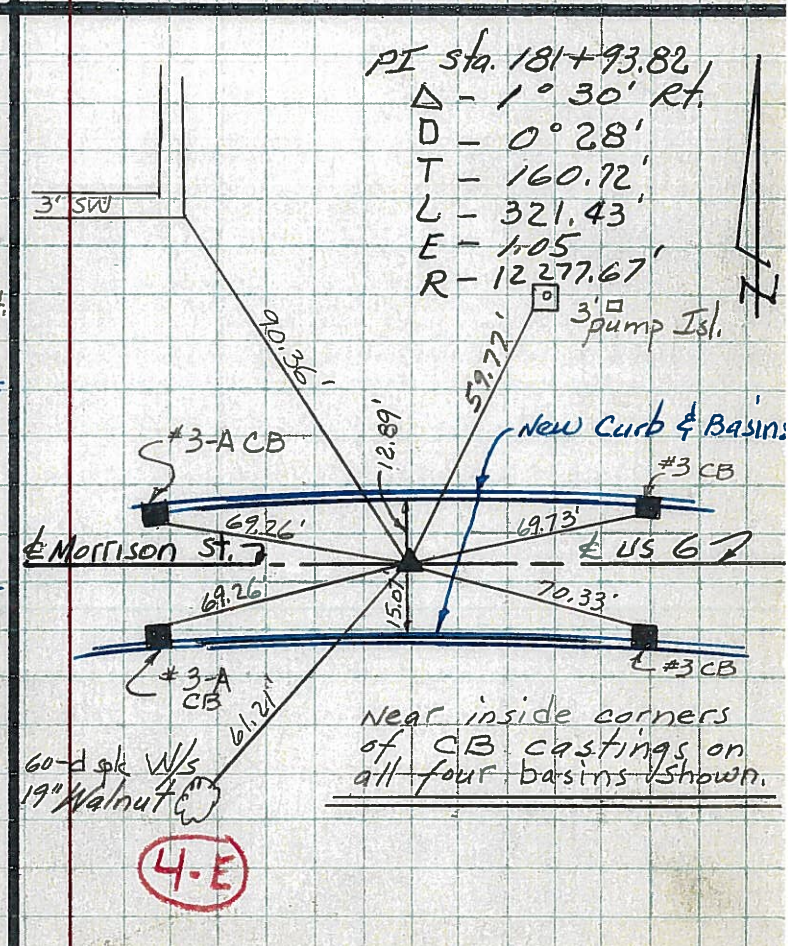 PI Sta. 181+93.82
Δ - 1° 30' Rt.
D - 0° 28'
T - 160.72'
L - 321.43'
E - 1.05'
R - 12277.67'
3' SW
3' □
pump Isl.
90.36'
59.72'
12.89'
New Curb & Basins
#3-A CB
#3 CB
69.26'
69.73'
℄ Morrison St.
℄ US 6
69.26'
70.33'
15.07'
#3-A
CB
#3 CB
61.21'
Near inside corners
of CB castings on
all four basins shown.
60-d spk W/s
19" Walnut
4-E
N